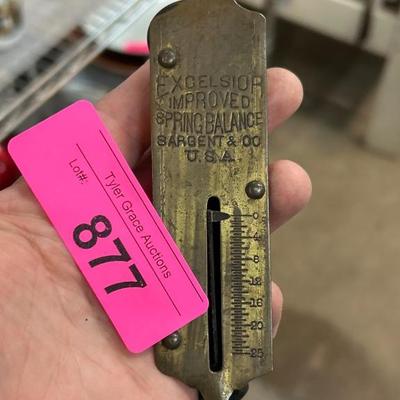 EXCELSIOR
IMPROVED
SPRING BALANCE
SARGENT & CO
U.S.A.
0
4
8
12
16
20
25
Tyler Grace Auctions
Lot#:
877